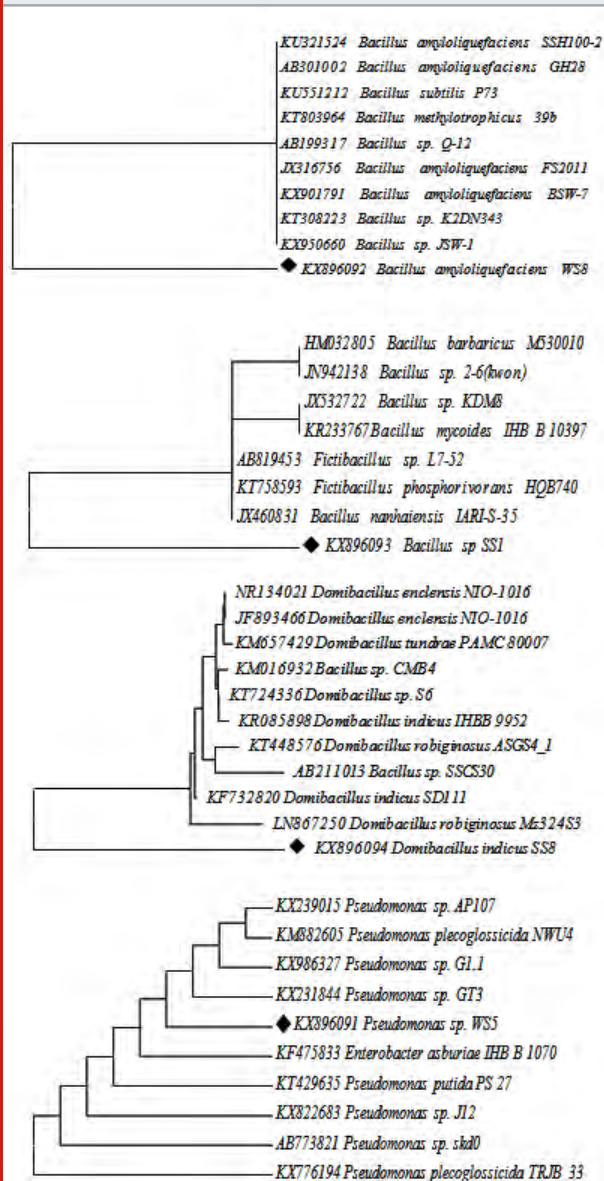 KU321524 Bacillus amyloliquefaciens SSH100-2
AB301002 Bacillus amyloliquefaciens GH28
KU551212 Bacillus subtilis P73
KT803964 Bacillus methylotrophicus 39b
AB199317 Bacillus sp. Q-12
JX316756 Bacillus amyloliquefaciens FS2011
KX901791 Bacillus amyloliquefaciens BSW-7
KT308223 Bacillus sp. K2DN343
KX950660 Bacillus sp. JSW-1
KX896092 Bacillus amyloliquefaciens WS8
HM032805 Bacillus barbaricus M530010
JN942138 Bacillus sp. 2-6(kwon)
JX532722 Bacillus sp. KDM8
KR233767Bacillus mycoides IHB B 10397
AB819453 Fictibacillus sp. L7-52
KT758593 Fictibacillus phosphorivorans HQB740
JX460831 Bacillus nanhaiensis IARI-S-35
KX896093 Bacillus sp SS1
NR134021 Domibacillus enclensis NIO-1016
JF893466 Domibacillus enclensis NIO-1016
KM657429 Domibacillus tundrae PAMC 80007
KM016932 Bacillus sp. CMB4
KT724336 Domibacillus sp. S6
KR085898 Domibacillus indicus IHBB 9952
KT448576 Domibacillus robiginosus ASGS4_1
AB211013 Bacillus sp. SSCS30
KF732820 Domibacillus indicus SD111
LN867250 Domibacillus robiginosus Mc324S3
KX896094 Domibacillus indicus SS8
KX239015 Pseudomonas sp. AP107
KM882605 Pseudomonas plecoglossicida NWU4
KX986327 Pseudomonas sp. G1.1
KX231844 Pseudomonas sp. GT3
KX896091 Pseudomonas sp. WS5
KF475833 Enterobacter asburiae IHB B 1070
KT429635 Pseudomonas putida PS 27
KX822683 Pseudomonas sp. J12
AB773821 Pseudomonas sp. skd0
KX776194 Pseudomonas plecoglossicida TRJB 33